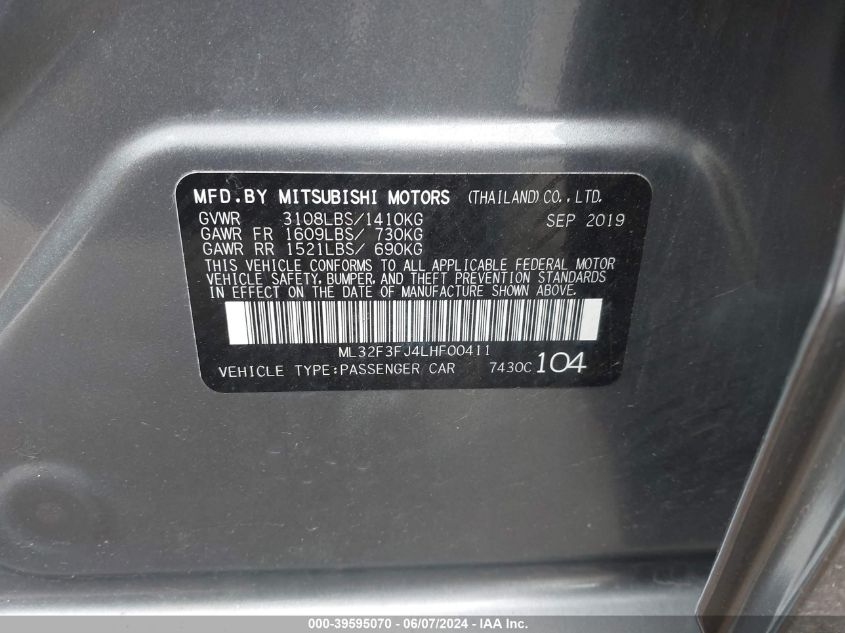 MFD.BY MITSUBISHI MOTORS (THAILAND)CO.,LTD.
GVWR 3108LBS/1410KG SEP 2019
GAWR FR 1609LBS/ 730KG
GAWR RR 1521LBS/ 690KG
THIS VEHICLE CONFORMS TO ALL APPLICABLE FEDERAL MOTOR
VEHICLE SAFETY, BUMPER, AND THEFT PREVENTION STANDARDS
IN EFFECT ON THE DATE OF MANUFACTURE SHOWN ABOVE.
ML32F3FJ4LHF00411
VEHICLE TYPE:PASSENGER CAR 7430C 104
000-39595070 - 06/07/2024 - IAA Inc.